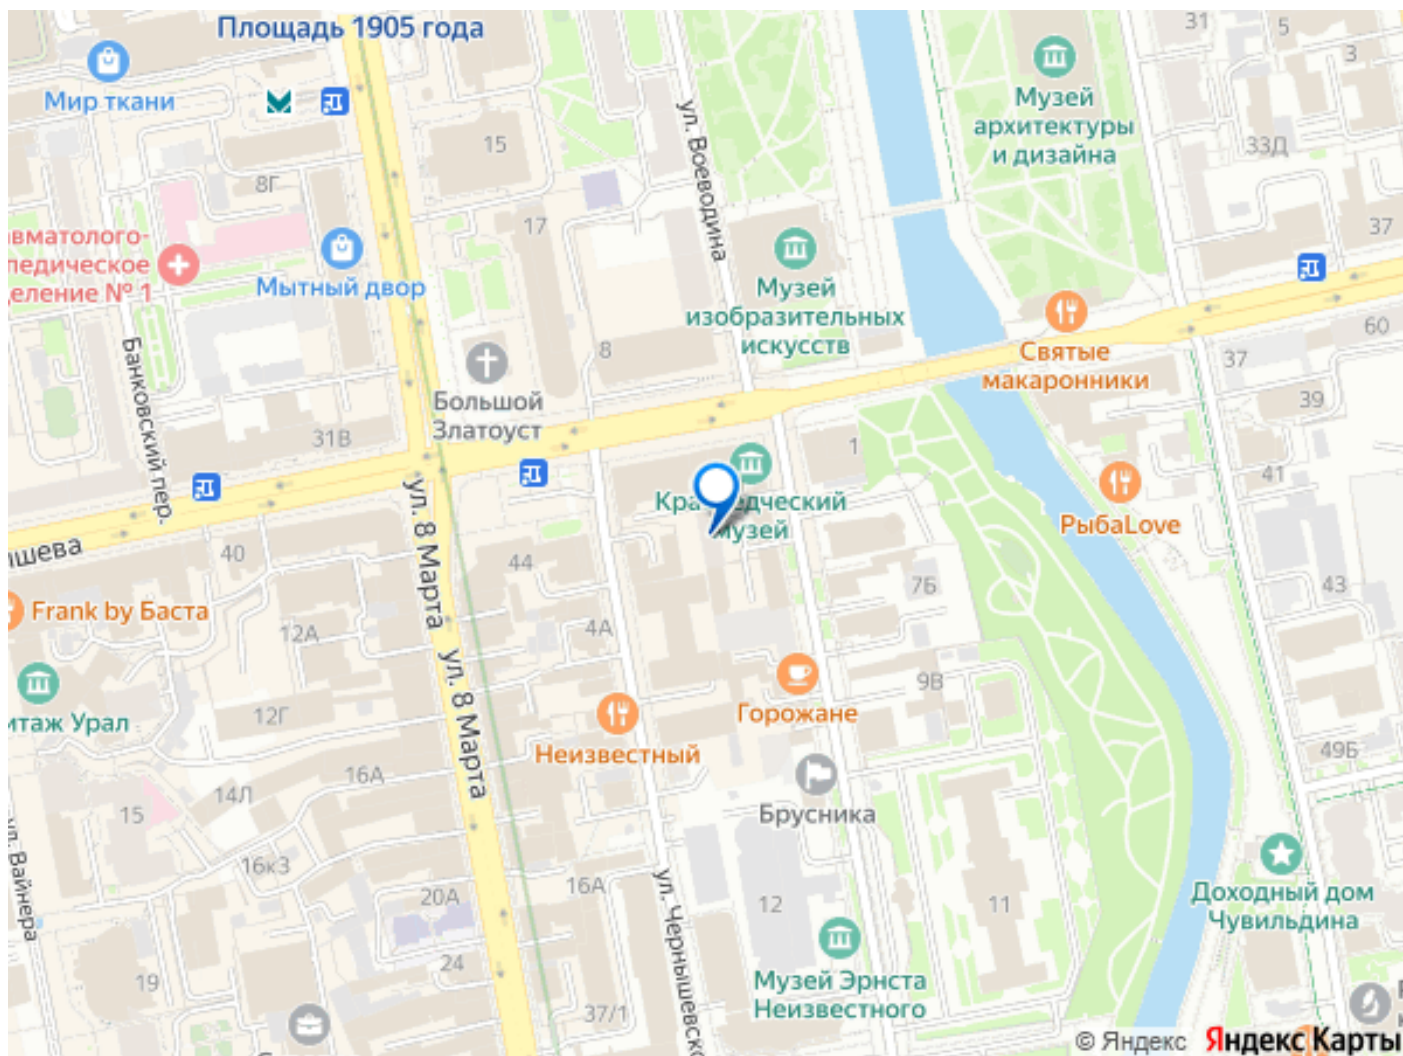 Площадь 1905 года
Мир ткани
15
8Г
ул. Воеводина
31
5
3
Музей
архитектуры
и дизайна
33Д
37
авматолого-
педическое
еление № 1
Мытный двор
17
Музей
изобразительных
искусств
8
Банковский пер.
Большой
Златоуст
31В
Святые
макаронники
60
37
39
41
1
Краеведческий
музей
РыбаLove
ышева
40
ул. 8 Марта
44
7Б
43
Frank by Баста
12А
4А
ул. 8 Марта
9В
итаж Урал
12Г
Неизвестный
Горожане
49Б
16А
14Л
15
Брусника
ул. Вайнера
16к3
20А
16А
ул. Чернышевско
12
11
Доходный дом
Чувильдина
19
24
37/1
Музей Эрнста
Неизвестного
© Яндекс Яндекс Карты